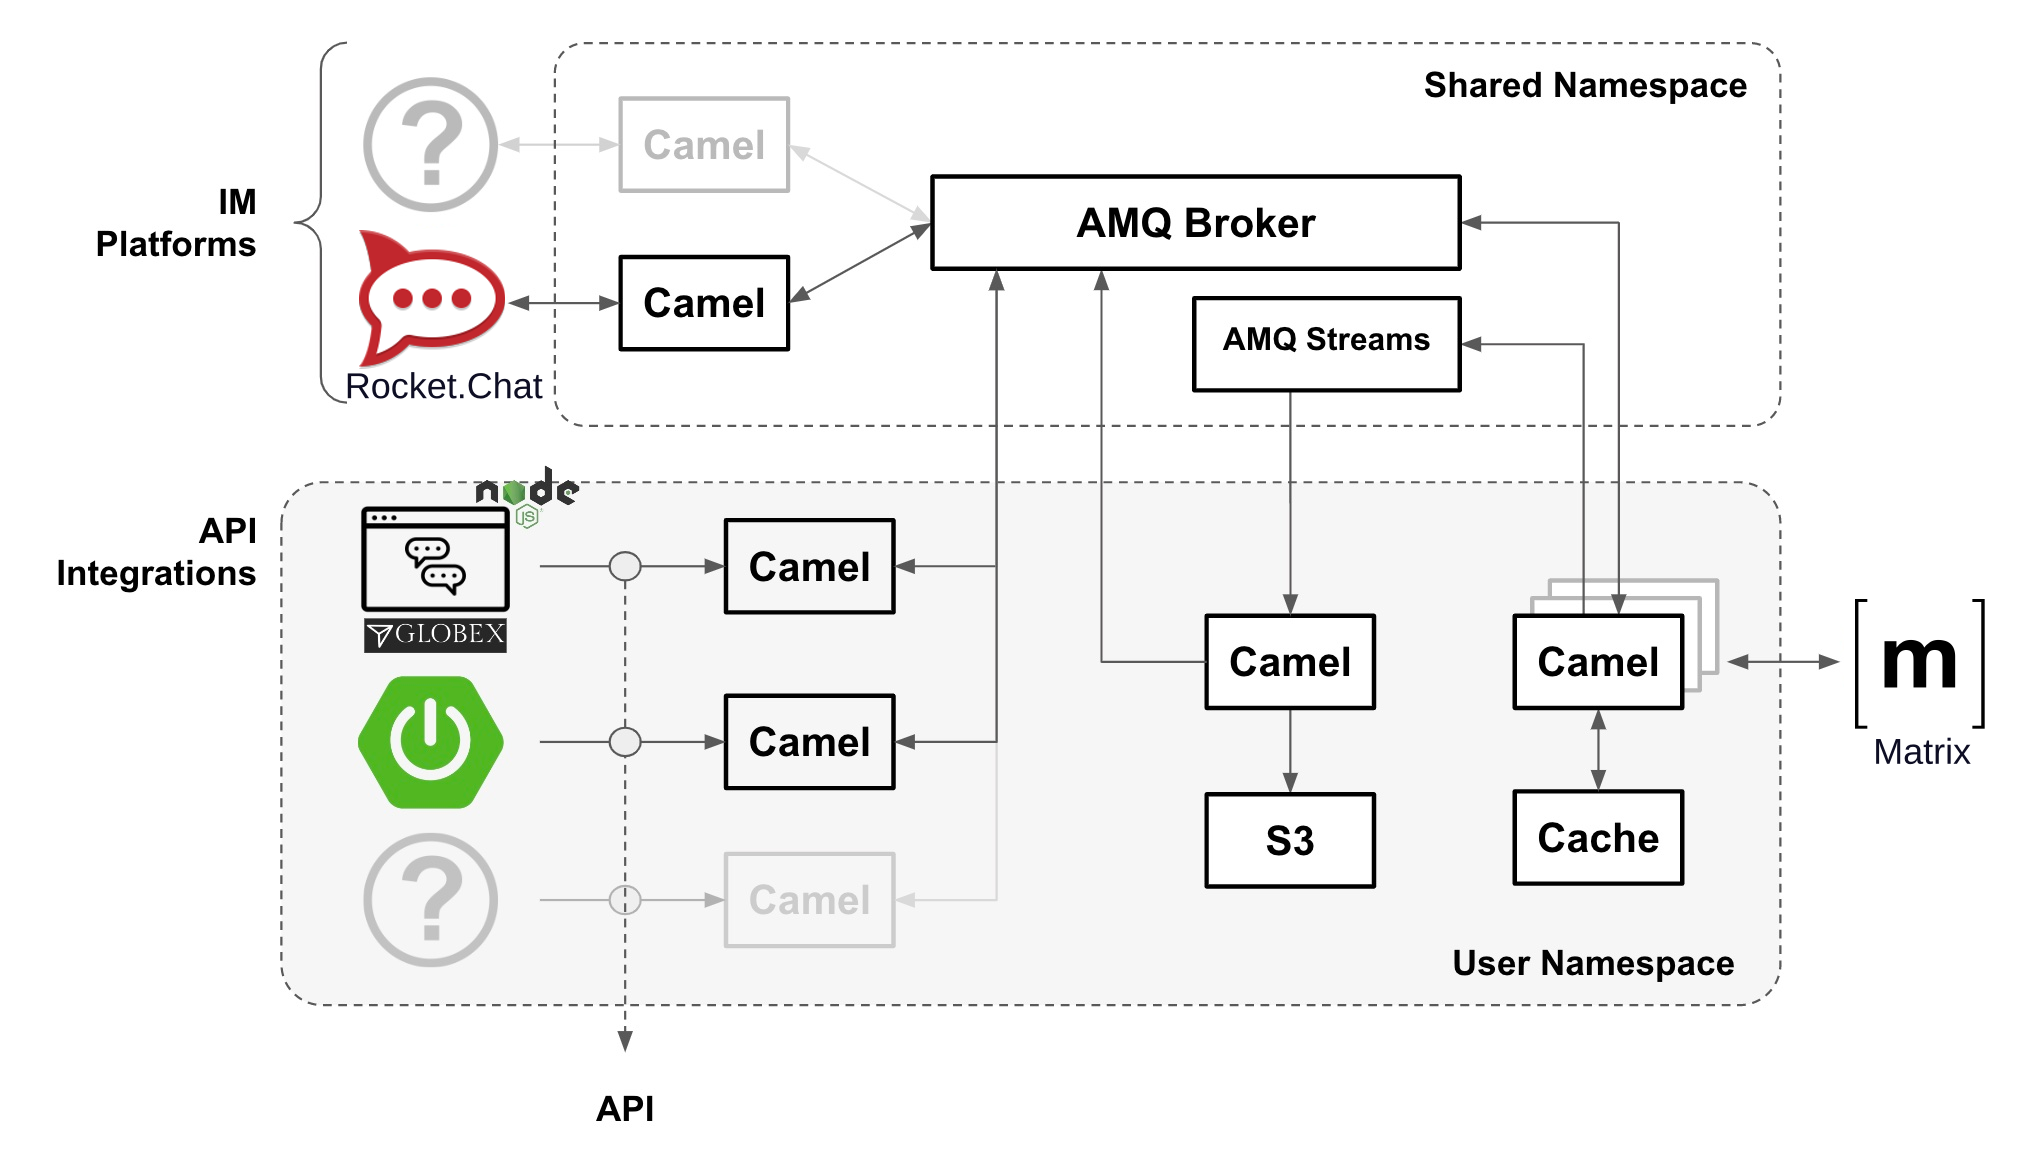 Shared Namespace
?
Camel
IM
Platforms
AMQ Broker
Camel
AMQ Streams
Rocket.Chat
node
JS
API
Integrations
Camel
GLOBEX
Camel
Camel
m
Camel
Matrix
S3
Cache
?
Camel
User Namespace
API